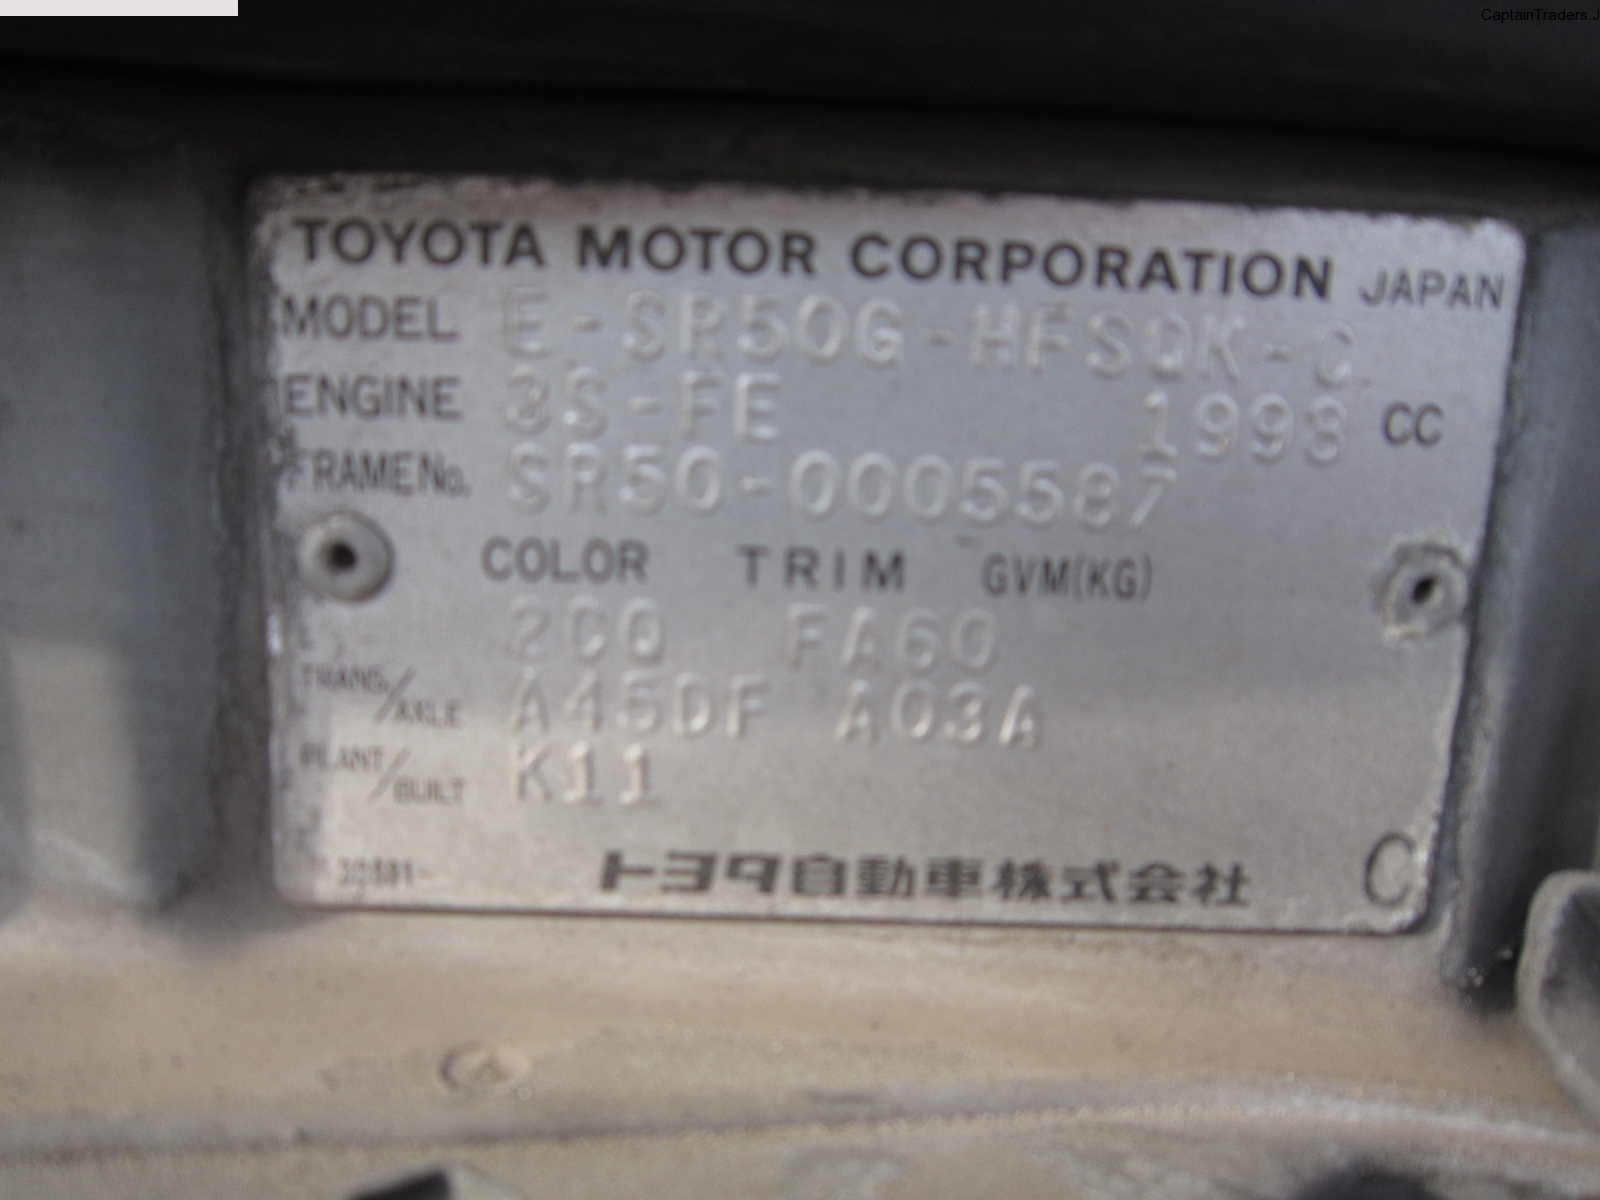 CaptainTraders.J
TOYOTA MOTOR CORPORATION JAPAN
MODEL E-SR50G-HFSQK-C
ENGINE 3S-FE 1998 CC
FRAME No. SR50-0005587
COLOR TRIM GVM(KG)
2CQ FA60
TRANS./AXLE A45DF A03A
PLANT/BUILT K11
トヨタ自動車株式会社 C